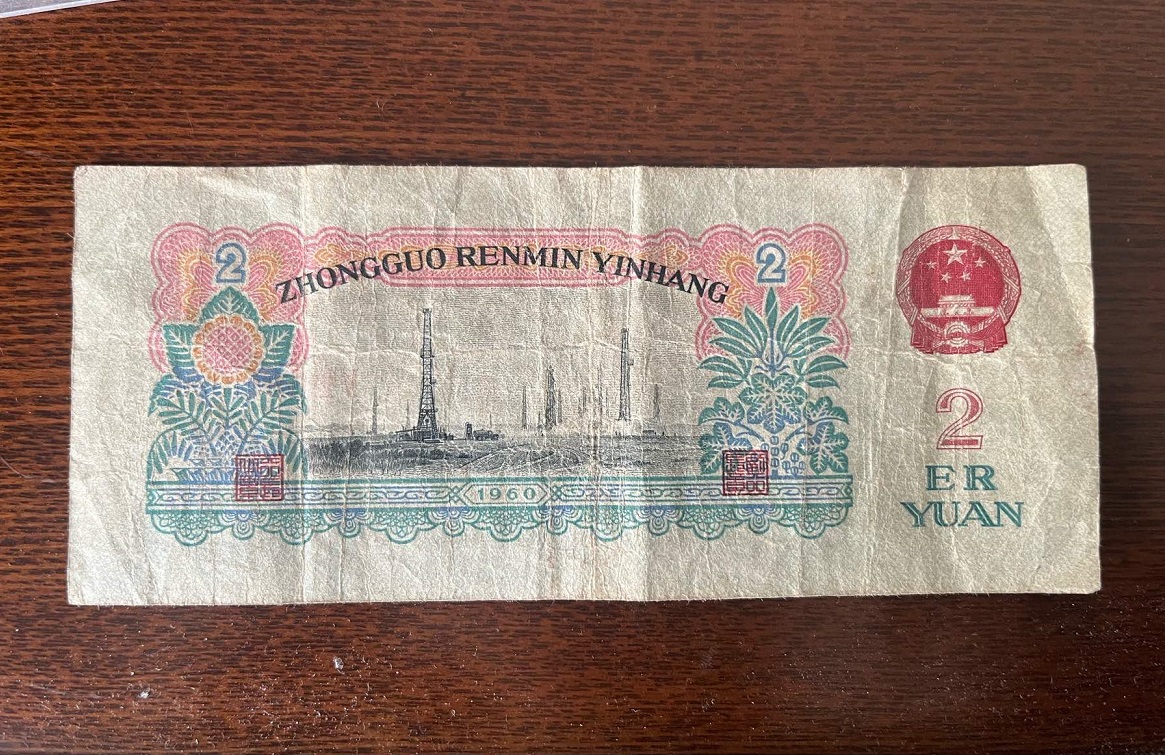 2
2
ZHONGGUO RENMIN YINHANG
1960
2
ER
YUAN